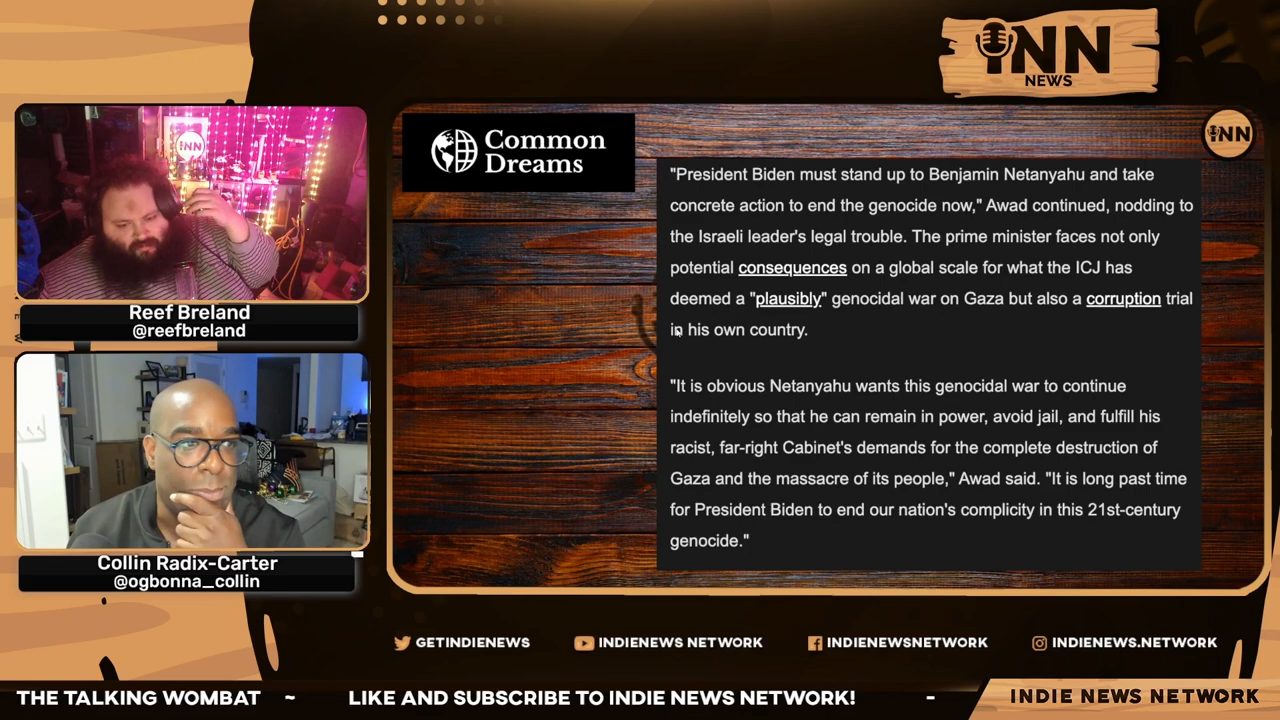 iNN
NEWS
iNN
iNN
Common
Dreams
"President Biden must stand up to Benjamin Netanyahu and take
concrete action to end the genocide now," Awad continued, nodding to
the Israeli leader's legal trouble. The prime minister faces not only
potential consequences on a global scale for what the ICJ has
deemed a "plausibly" genocidal war on Gaza but also a corruption trial
in his own country.
"It is obvious Netanyahu wants this genocidal war to continue
indefinitely so that he can remain in power, avoid jail, and fulfill his
racist, far-right Cabinet's demands for the complete destruction of
Gaza and the massacre of its people," Awad said. "It is long past time
for President Biden to end our nation's complicity in this 21st-century
genocide."
Reef Breland
@reefbreland
Collin Radix-Carter
@ogbonna_collin
GETINDIENEWS
INDIENEWS NETWORK
INDIENEWSNETWORK
INDIENEWS.NETWORK
THE TALKING WOMBAT ~ LIKE AND SUBSCRIBE TO INDIE NEWS NETWORK! -
INDIE NEWS NETWORK